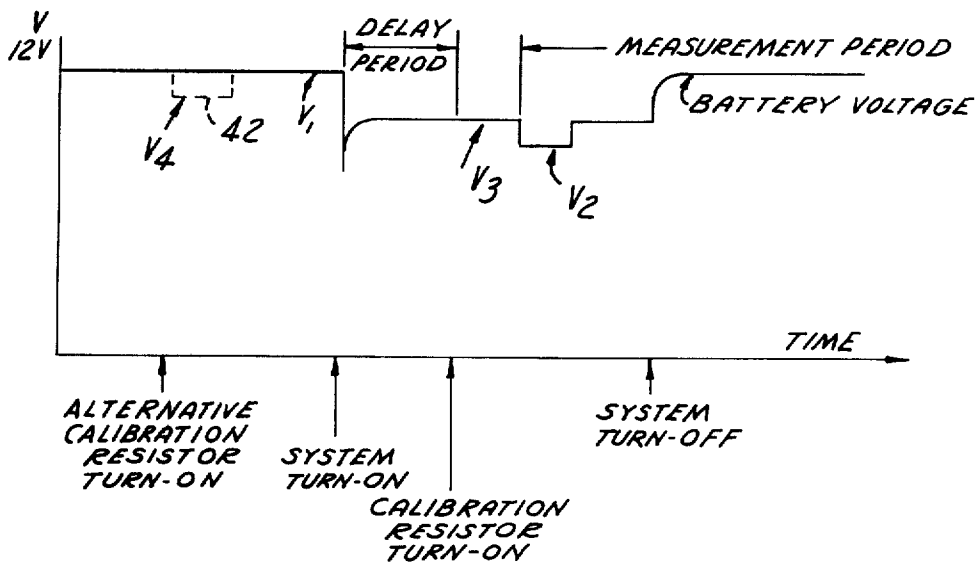 V
12V
DELAY
PERIOD
MEASUREMENT PERIOD
BATTERY VOLTAGE
V1
42
V4
V3
V2
TIME
ALTERNATIVE
CALIBRATION
RESISTOR
TURN-ON
SYSTEM
TURN-ON
CALIBRATION
RESISTOR
TURN-ON
SYSTEM
TURN-OFF